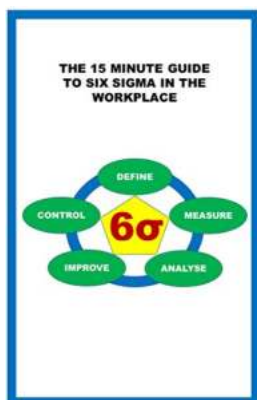 THE 15 MINUTE GUIDE
TO SIX SIGMA IN THE
WORKPLACE
DEFINE
CONTROL
MEASURE
6σ
IMPROVE
ANALYSE